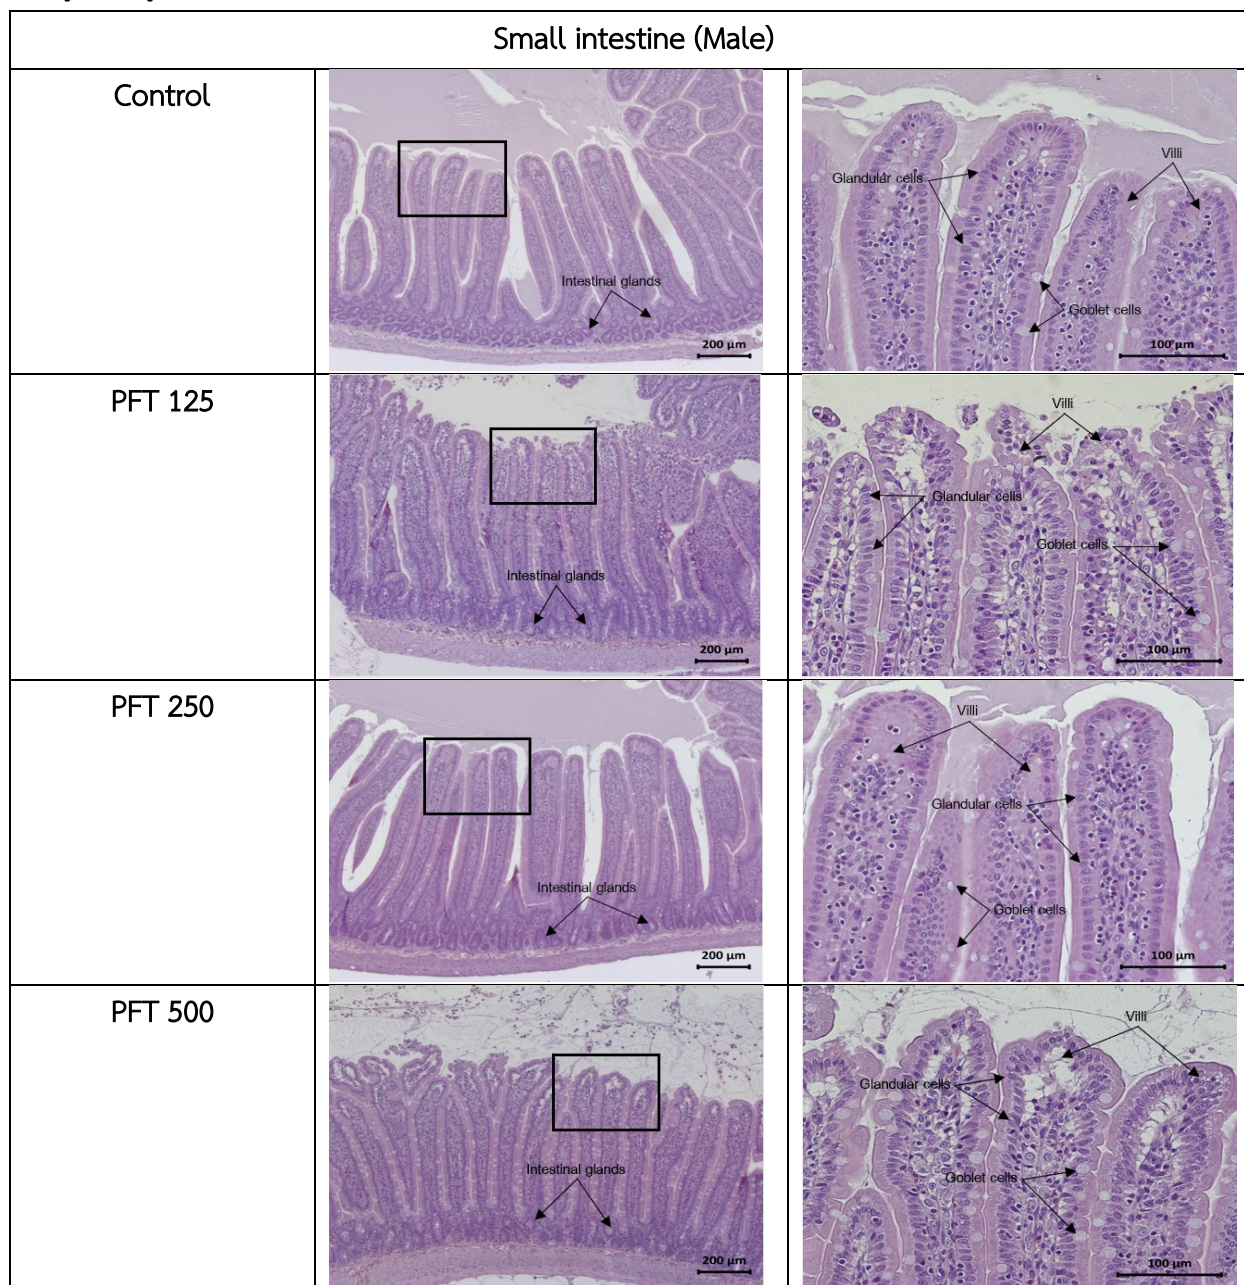 Small intestine (Male)
Control
Intestinal glands
200 µm
Villi
Glandular cells
Goblet cells
100 µm
PFT 125
Intestinal glands
200 µm
Villi
Glandular cells
Goblet cells
100 µm
PFT 250
Intestinal glands
200 µm
Villi
Glandular cells
Goblet cells
100 µm
PFT 500
Intestinal glands
200 µm
Villi
Glandular cells
Goblet cells
100 µm